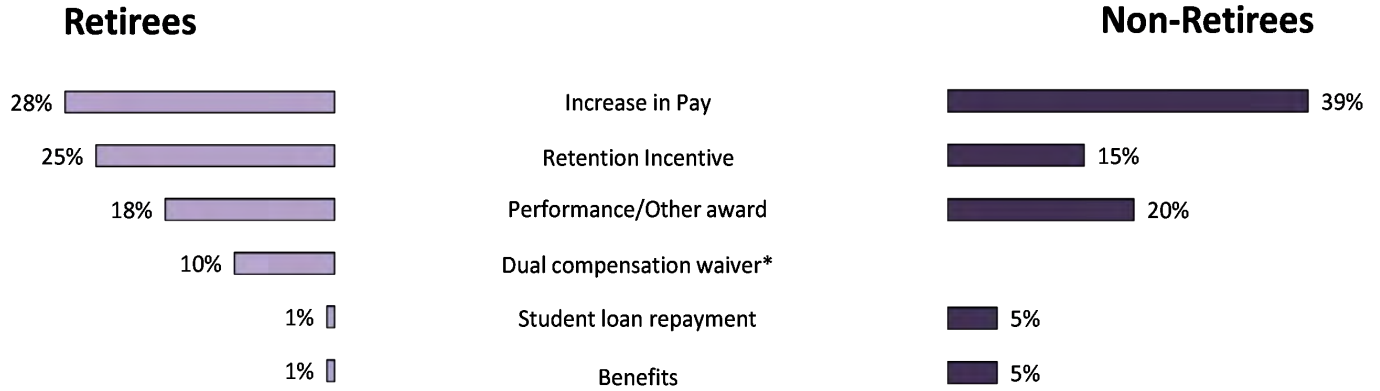 Retirees Non-Retirees
28% Increase in Pay 39%
25% Retention Incentive 15%
18% Performance/Other award 20%
10% Dual compensation waiver*
1% Student loan repayment 5%
1% Benefits 5%